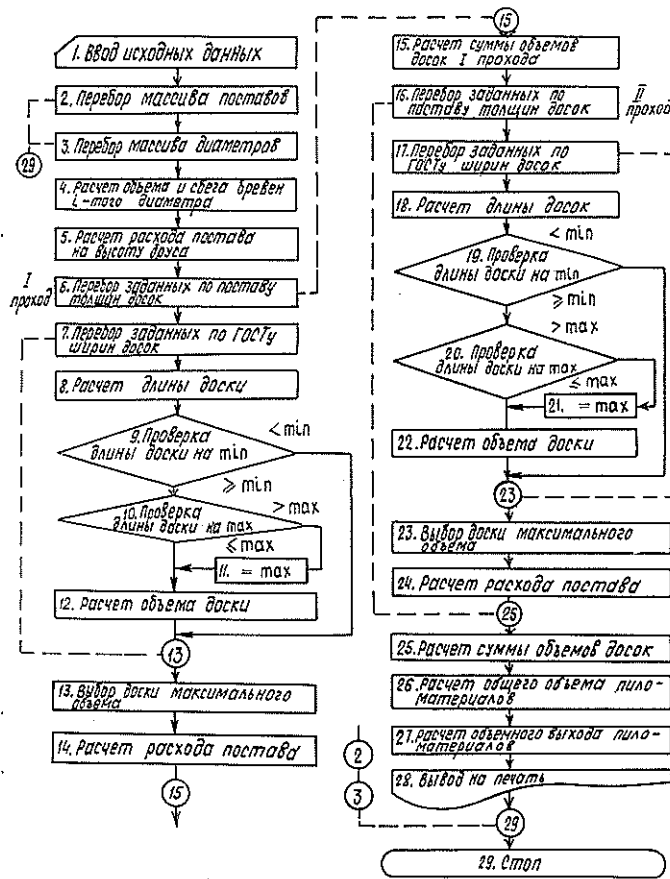 1. Ввод исходных данных
2. Перебор массива поставов
29
3. Перебор массива диаметров
4. Расчет объема и сбега бревен
i-того диаметра
5. Расчет расхода постава
на высоту бруса
I
проход
6. Перебор заданных по поставу
толщин досок
7. Перебор заданных по ГОСТу
ширин досок
8. Расчет длины доски
< min
9. Проверка
длины доски на min
⩾ min
> max
10. Проверка
длины доски на max
⩽ max
11. = max
12. Расчет объема доски
13
13. Выбор доски максимального
объема
14. Расчет расхода постава
15
15
15. Расчет суммы объемов
досок I прохода
16. Перебор заданных по
поставу толщин досок
II
проход
17. Перебор заданных по
ГОСТу ширин досок
18. Расчет длины досок
< min
19. Проверка
длины доски на min
⩾ min
> max
20. Проверка
длины доски на max
⩽ max
21. = max
22. Расчет объема доски
23
23. Выбор доски максимального
объема
24. Расчет расхода постава
25
25. Расчет суммы объемов досок
26. Расчет общего объема пило-
материалов
27. Расчет объемного выхода пило-
материалов
2
28. Вывод на печать
3
29
29. Стоп